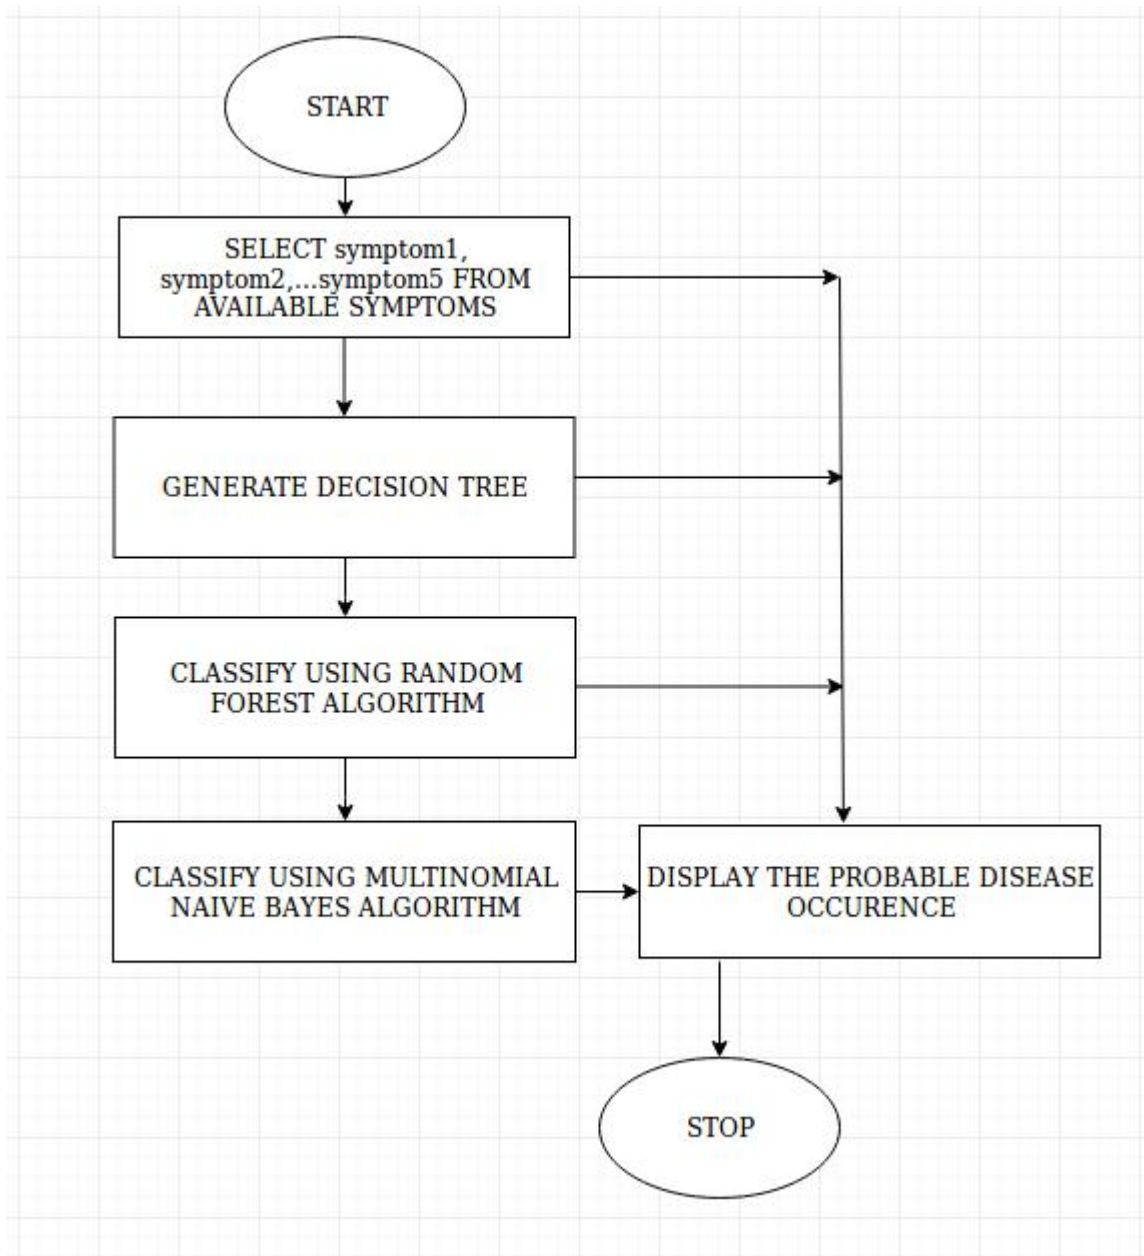 START
SELECT symptom1,
symptom2,...symptom5 FROM
AVAILABLE SYMPTOMS
GENERATE DECISION TREE
CLASSIFY USING RANDOM
FOREST ALGORITHM
CLASSIFY USING MULTINOMIAL
NAIVE BAYES ALGORITHM
DISPLAY THE PROBABLE DISEASE
OCCURENCE
STOP